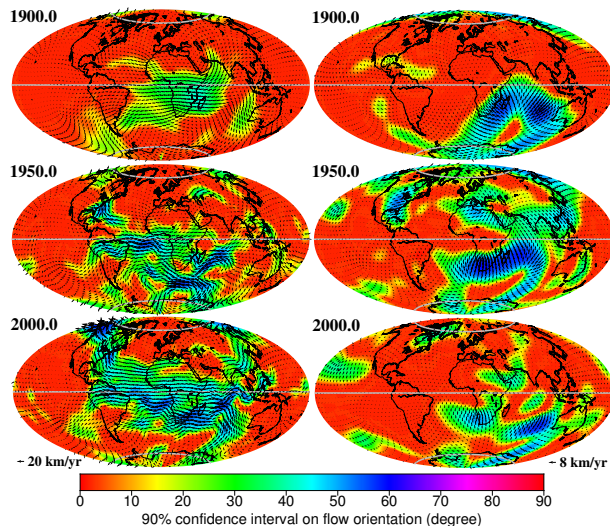 1900.0 1900.0
1950.0 1950.0
2000.0 2000.0
20 km/yr 8 km/yr
0 10 20 30 40 50 60 70 80 90
90% confidence interval on flow orientation (degree)